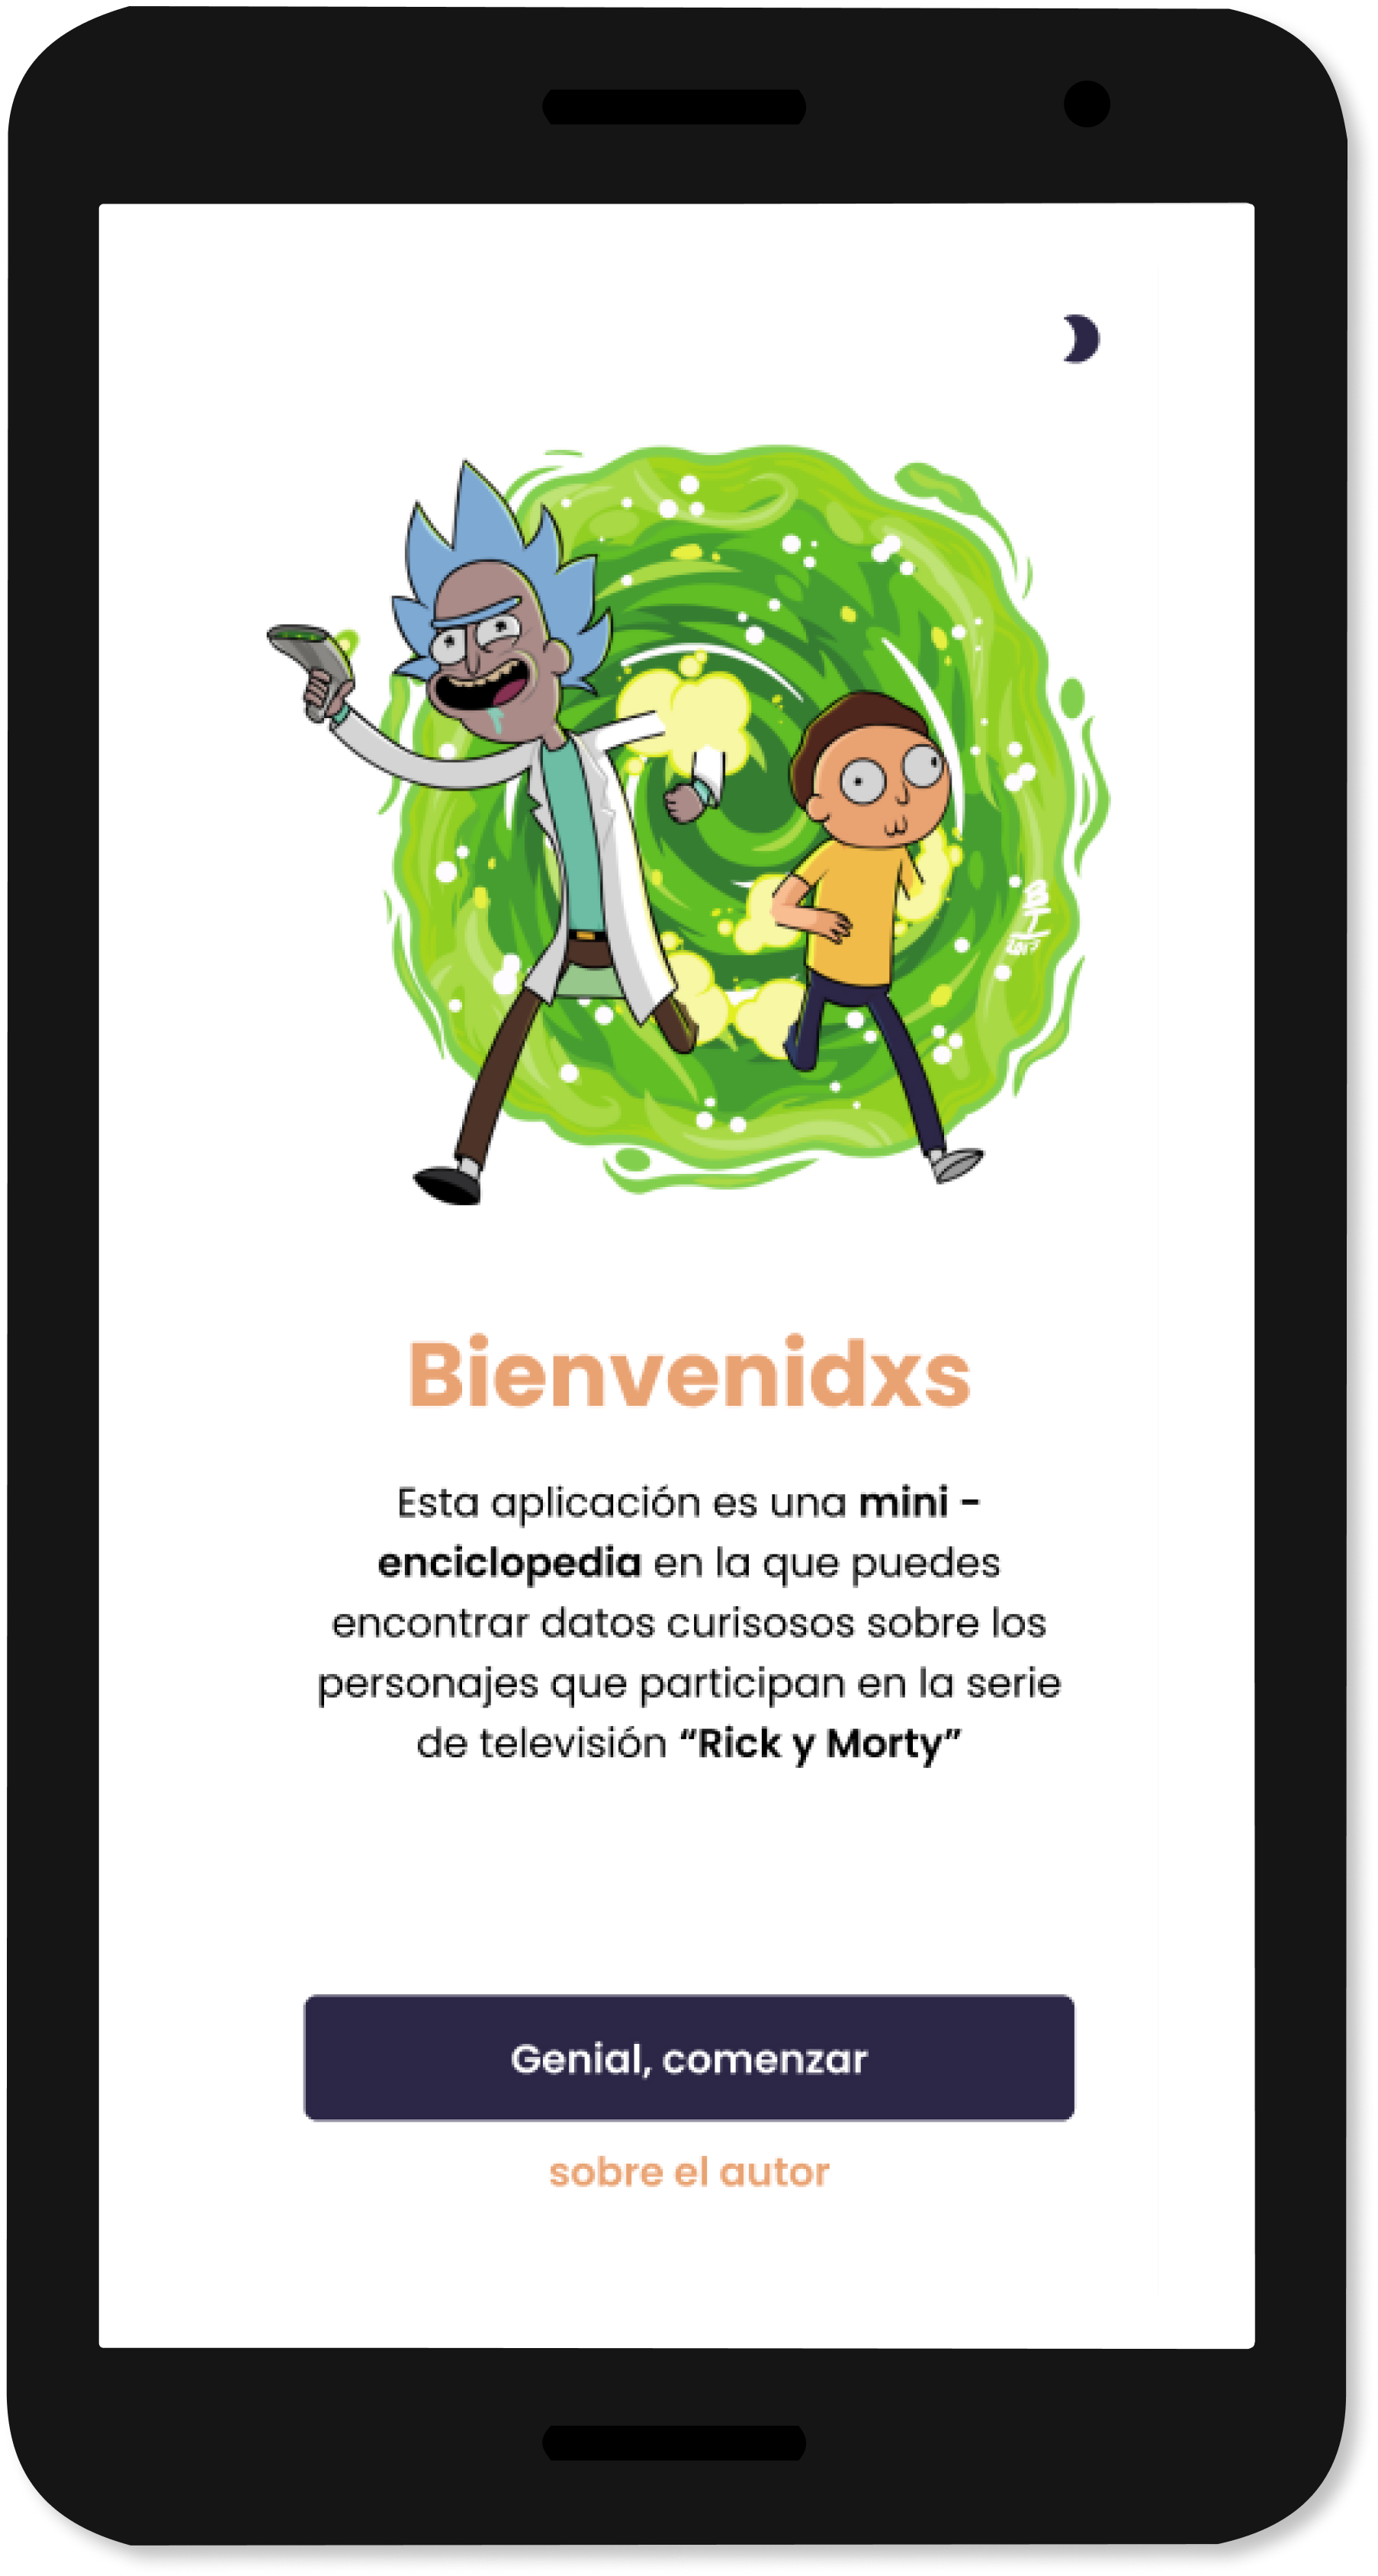 Bienvenidxs
Esta aplicación es una mini -
enciclopedia en la que puedes
encontrar datos curisosos sobre los
personajes que participan en la serie
de televisión “Rick y Morty”
Genial, comenzar
sobre el autor